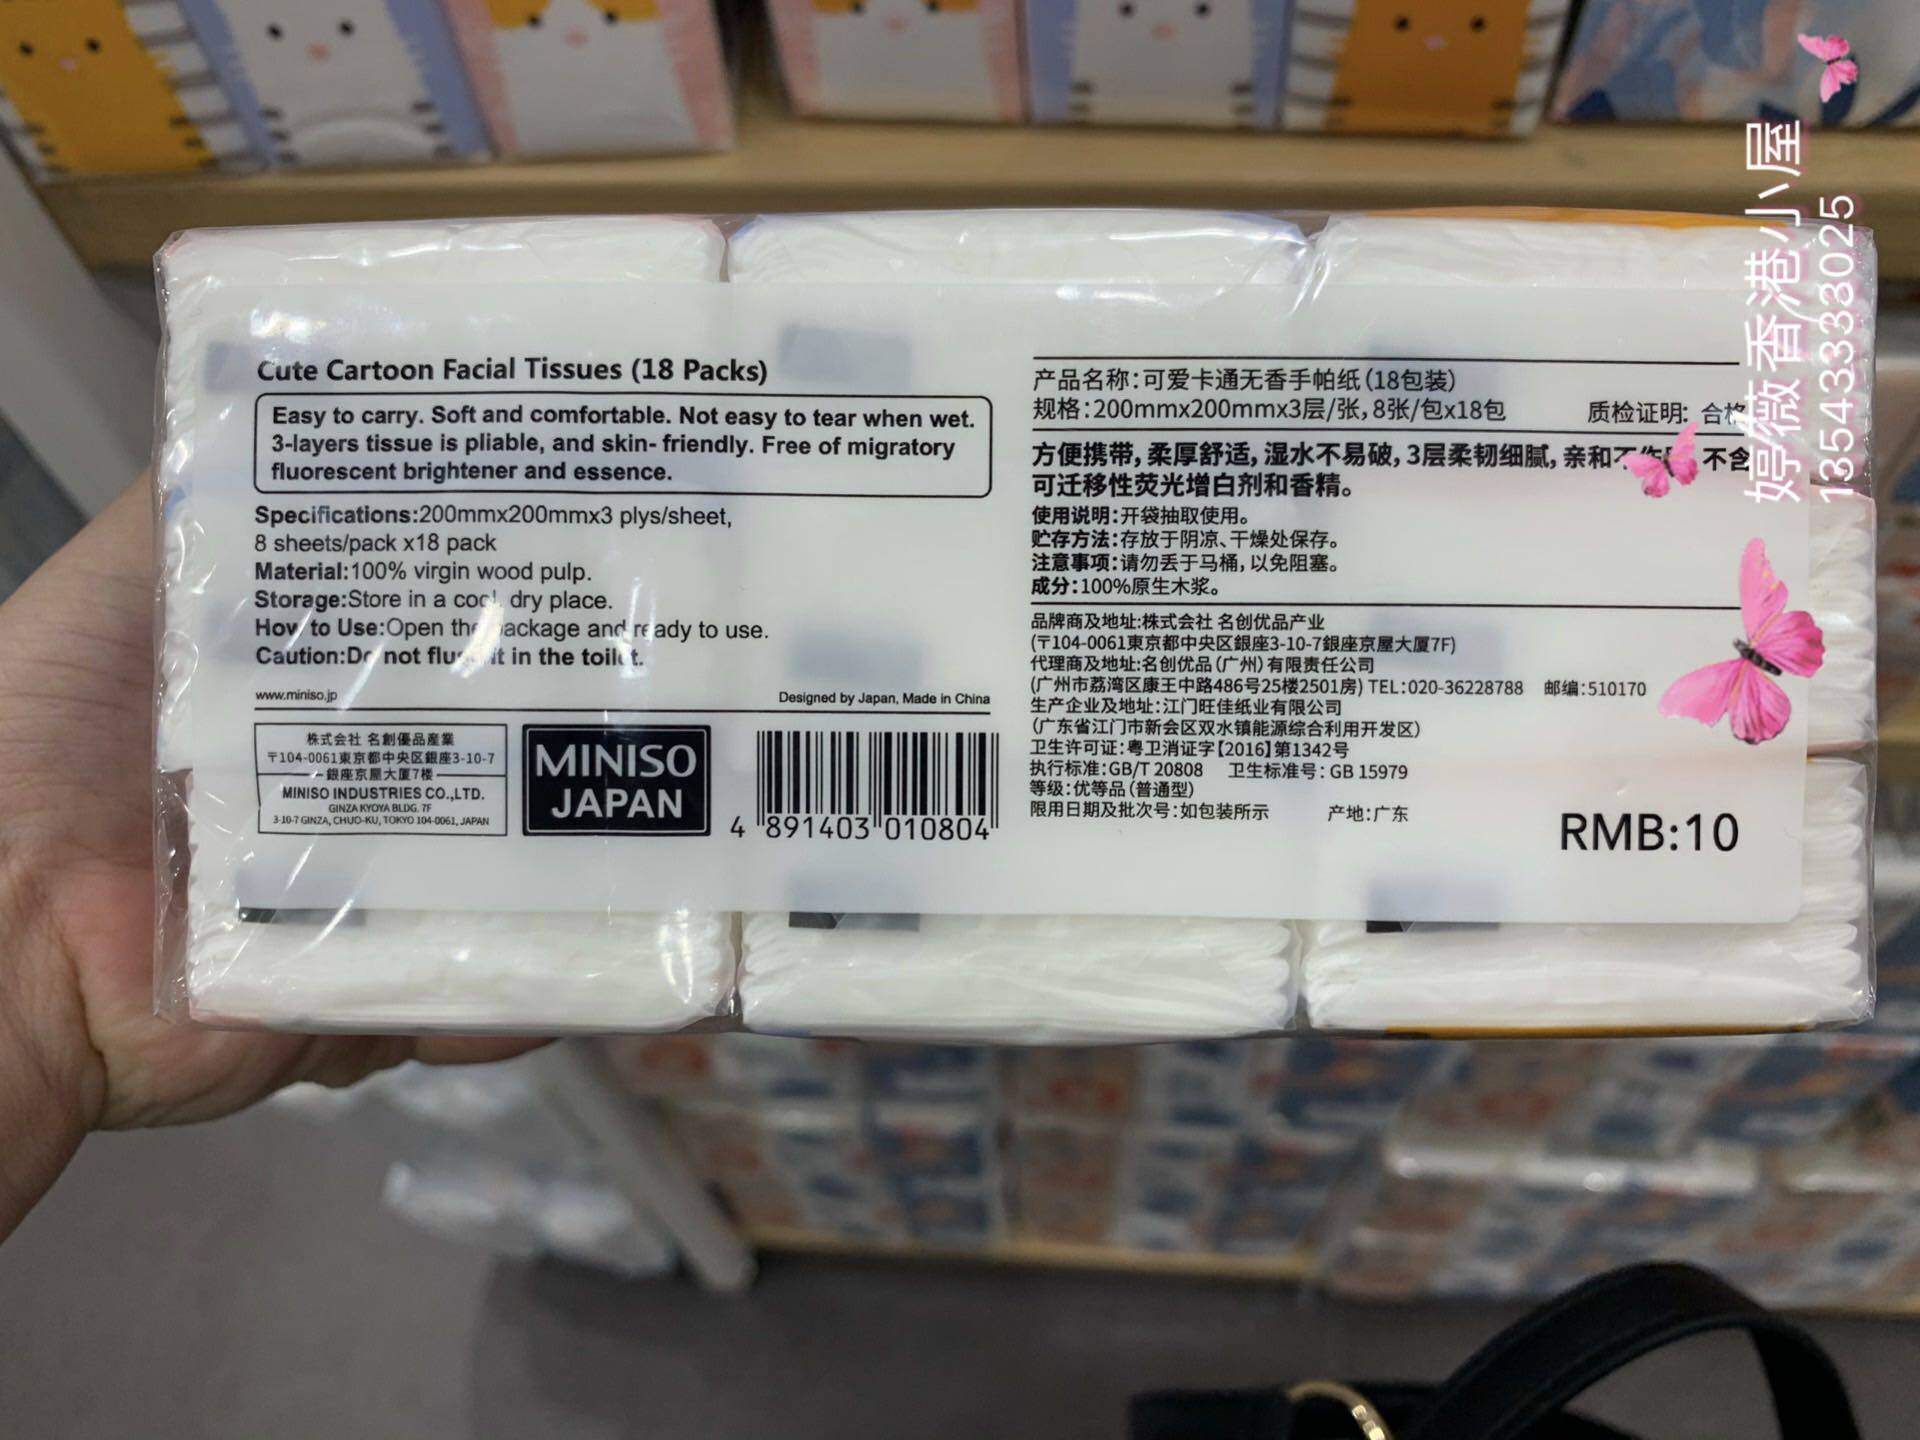 Cute Cartoon Facial Tissues (18 Packs)
Easy to carry. Soft and comfortable. Not easy to tear when wet.
3-layers tissue is pliable, and skin- friendly. Free of migratory
fluorescent brightener and essence.
Specifications:200mmx200mmx3 plys/sheet,
8 sheets/pack x18 pack
Material:100% virgin wood pulp.
Storage:Store in a cool, dry place.
How to Use:Open the package and ready to use.
Caution:Do not flush it in the toilet.
www.miniso.jp
Designed by Japan, Made in China
株式会社 名創優品産業
〒104-0061東京都中央区銀座3-10-7
銀座京屋大厦7楼
MINISO INDUSTRIES CO.,LTD.
GINZA KYOYA BLDG. 7F
3-10-7 GINZA, CHUO-KU, TOKYO 104-0061, JAPAN
MINISO
JAPAN
4 891403 010804
产品名称:可爱卡通无香手帕纸(18包装)
规格:200mmx200mmx3层/张,8张/包x18包 质检证明: 合格
方便携带,柔厚舒适,湿水不易破,3层柔韧细腻,亲和不伤 不含
可迁移性荧光增白剂和香精。
使用说明:开袋抽取使用。
贮存方法:存放于阴凉、干燥处保存。
注意事项:请勿丢于马桶,以免阻塞。
成分:100%原生木浆。
品牌商及地址:株式会社 名创优品产业
(〒104-0061東京都中央区銀座3-10-7銀座京屋大厦7F)
代理商及地址:名创优品(广州)有限责任公司
(广州市荔湾区康王中路486号25楼2501房) TEL:020-36228788 邮编:510170
生产企业及地址:江门旺佳纸业有限公司
(广东省江门市新会区双水镇能源综合利用开发区)
卫生许可证:粤卫消证字【2016】第1342号
执行标准:GB/T 20808 卫生标准号: GB 15979
等级:优等品(普通型)
限用日期及批次号:如包装所示 产地:广东
RMB:10
婷薇香港小屋
13543338025